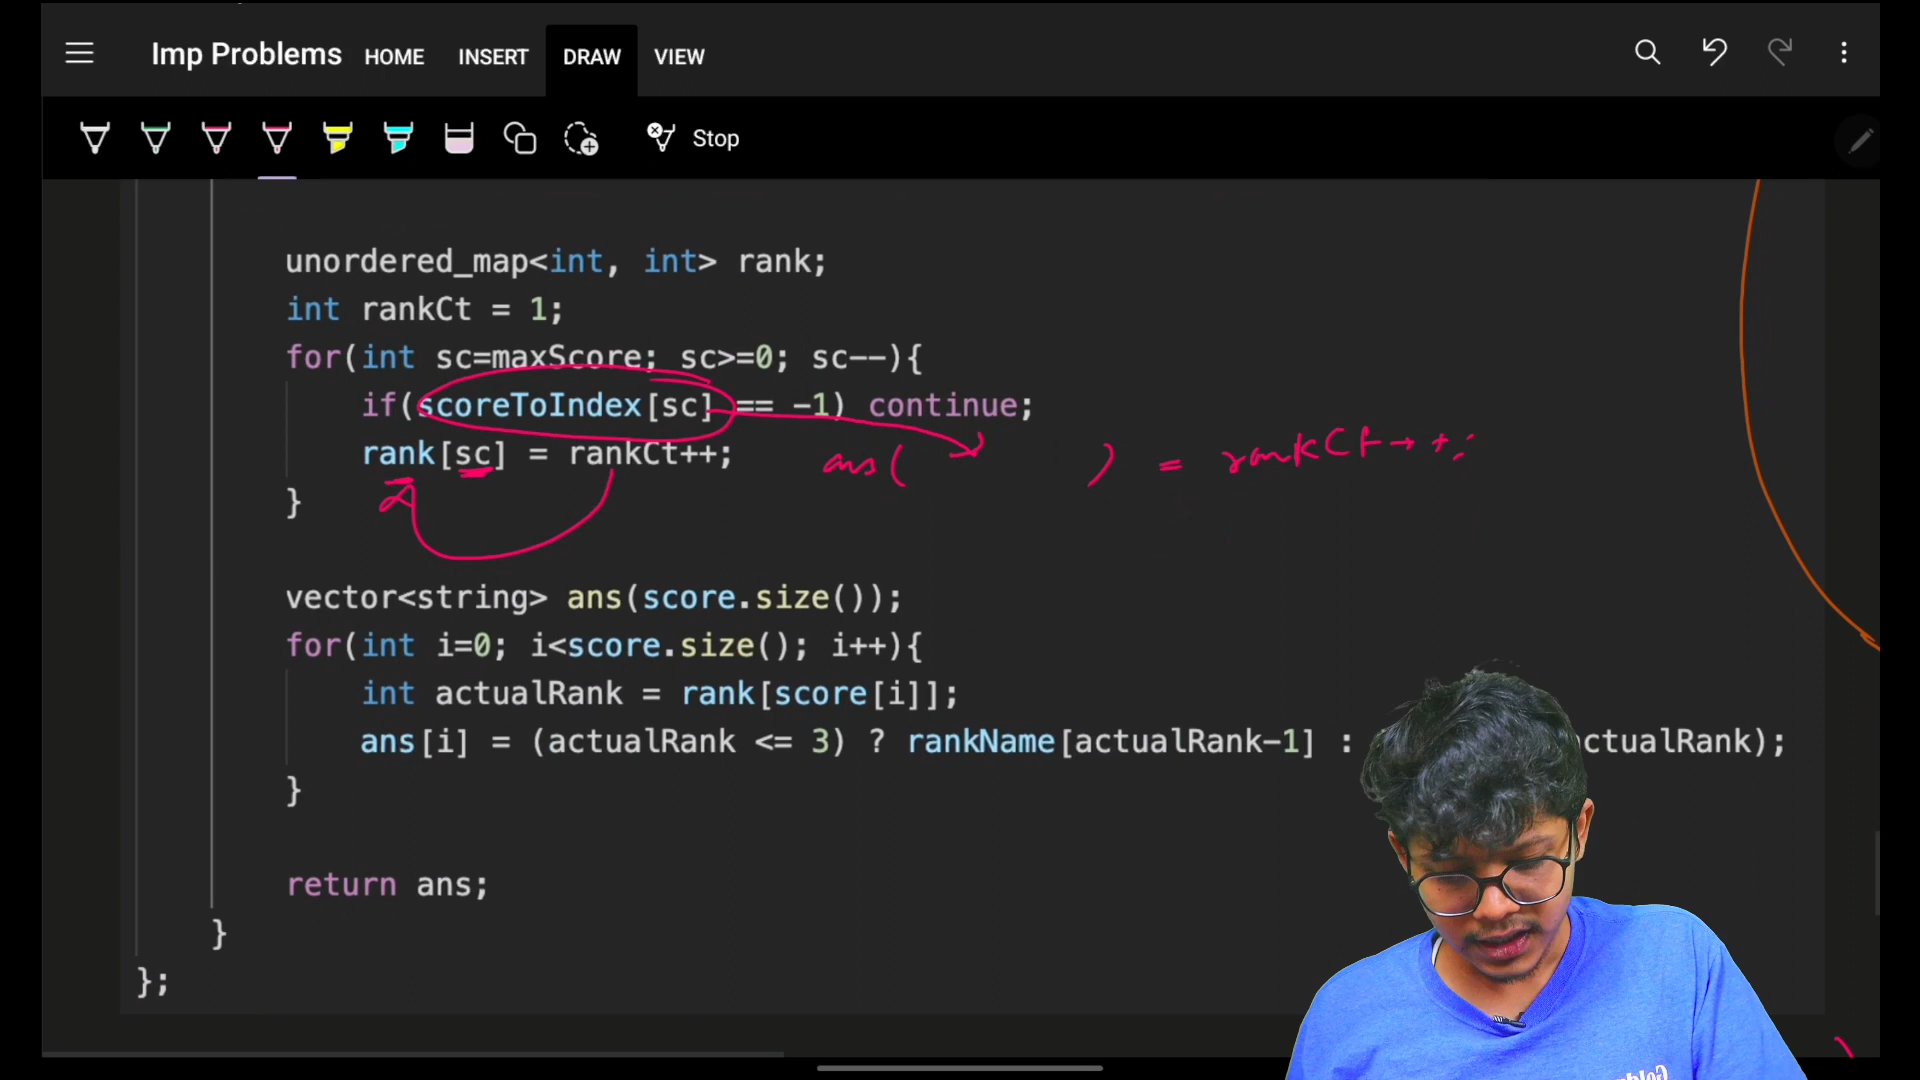 Imp Problems HOME INSERT DRAW VIEW
Stop
unordered_map<int, int> rank;
int rankCt = 1;
for(int sc=maxScore; sc>=0; sc--){
if(scoreToIndex[sc] == -1) continue;
rank[sc] = rankCt++;
ans( ) = rankCt++;
}
vector<string> ans(score.size());
for(int i=0; i<score.size(); i++){
int actualRank = rank[score[i]];
ans[i] = (actualRank <= 3) ? rankName[actualRank-1] : ctualRank);
}
return ans;
}
};